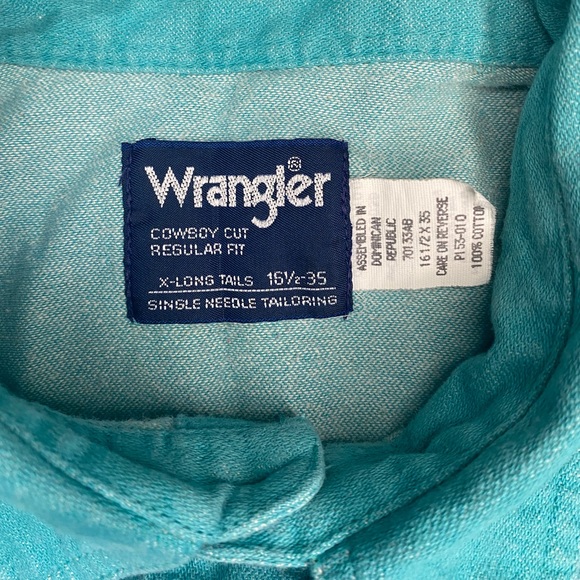 Wrangler®
COWBOY CUT
REGULAR FIT
X-LONG TAILS 16½-35
SINGLE NEEDLE TAILORING
ASSEMBLED IN
DOMINICAN
REPUBLIC
70133AB
16 1/2 X 35
CARE ON REVERSE
P153-010
100% COTTON